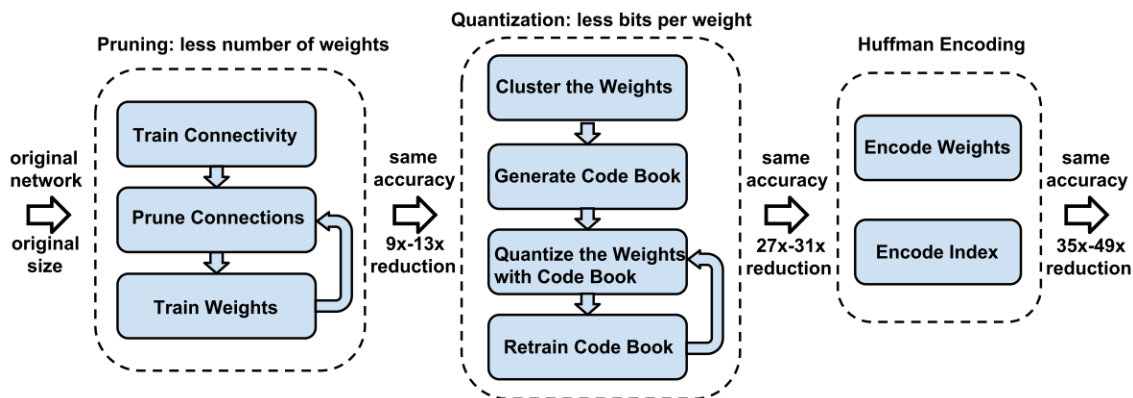 Pruning: less number of weights
Train Connectivity
Prune Connections
Train Weights
original
network
original
size
same
accuracy
9x-13x
reduction
Quantization: less bits per weight
Cluster the Weights
Generate Code Book
Quantize the Weights
with Code Book
Retrain Code Book
same
accuracy
27x-31x
reduction
Huffman Encoding
Encode Weights
Encode Index
same
accuracy
35x-49x
reduction